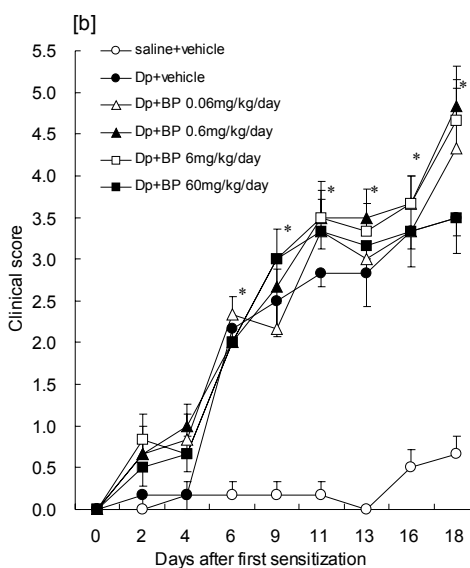 [b]
saline+vehicle
Dp+vehicle
Dp+BP 0.06mg/kg/day
Dp+BP 0.6mg/kg/day
Dp+BP 6mg/kg/day
Dp+BP 60mg/kg/day
Clinical score
5.5
5.0
4.5
4.0
3.5
3.0
2.5
2.0
1.5
1.0
0.5
0.0
* * * * * *
0 2 4 6 9 11 13 16 18
Days after first sensitization